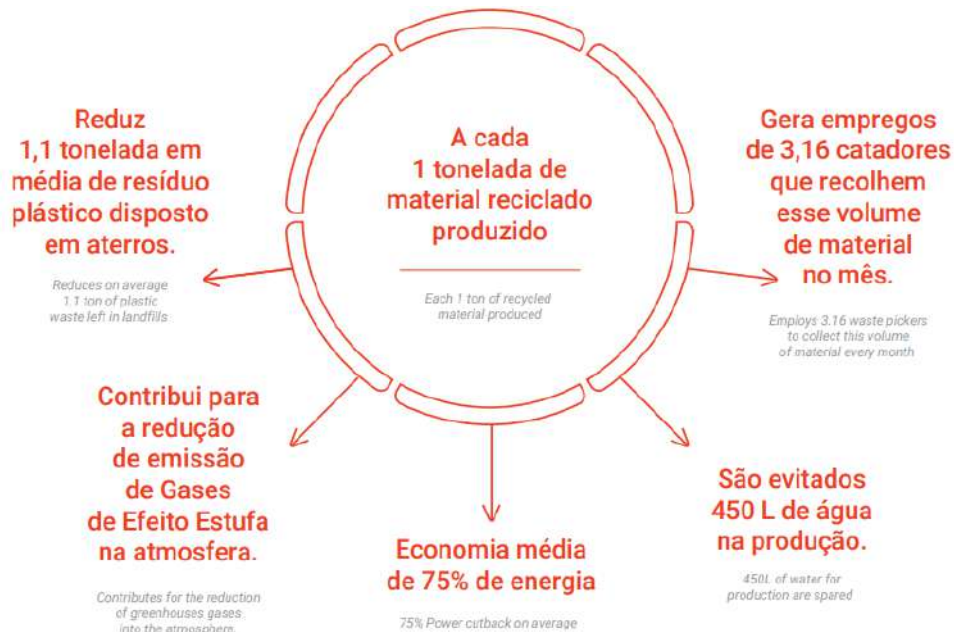 A cada
1 tonelada de
material reciclado
produzido
Each 1 ton of recycled
material produced
Reduz
1,1 tonelada em
média de resíduo
plástico disposto
em aterros.
Reduces on average
1.1 ton of plastic
waste left in landfills
Contribui para
a redução
de emissão
de Gases
de Efeito Estufa
na atmosfera.
Contributes for the reduction
of greenhouses gases
into the atmosphere.
Economia média
de 75% de energia
75% Power cutback on average
São evitados
450 L de água
na produção.
450L of water for
production are spared
Gera empregos
de 3,16 catadores
que recolhem
esse volume
de material
no mês.
Employs 3.16 waste pickers
to collect this volume
of material every month